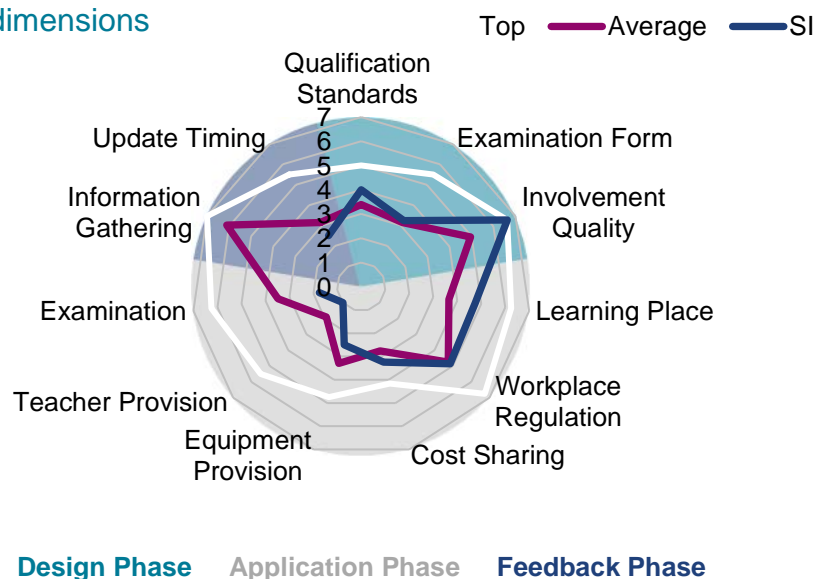 dimensions
Top Average SI
Qualification
Standards
Examination Form
Involvement
Quality
Learning Place
Workplace
Regulation
Cost Sharing
Equipment
Provision
Teacher Provision
Examination
Information
Gathering
Update Timing
7
6
5
4
3
2
1
0
Design Phase Application Phase Feedback Phase